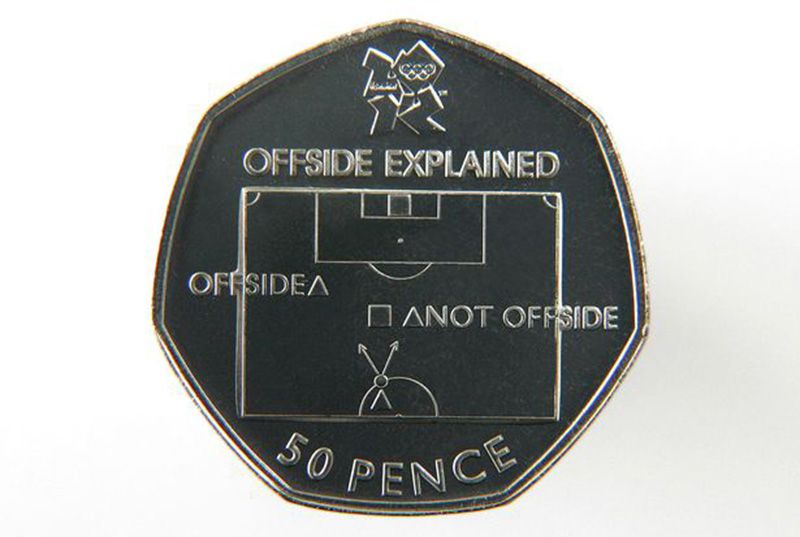 OFFSIDE EXPLAINED
OFFSIDE
NOT OFFSIDE
50 PENCE